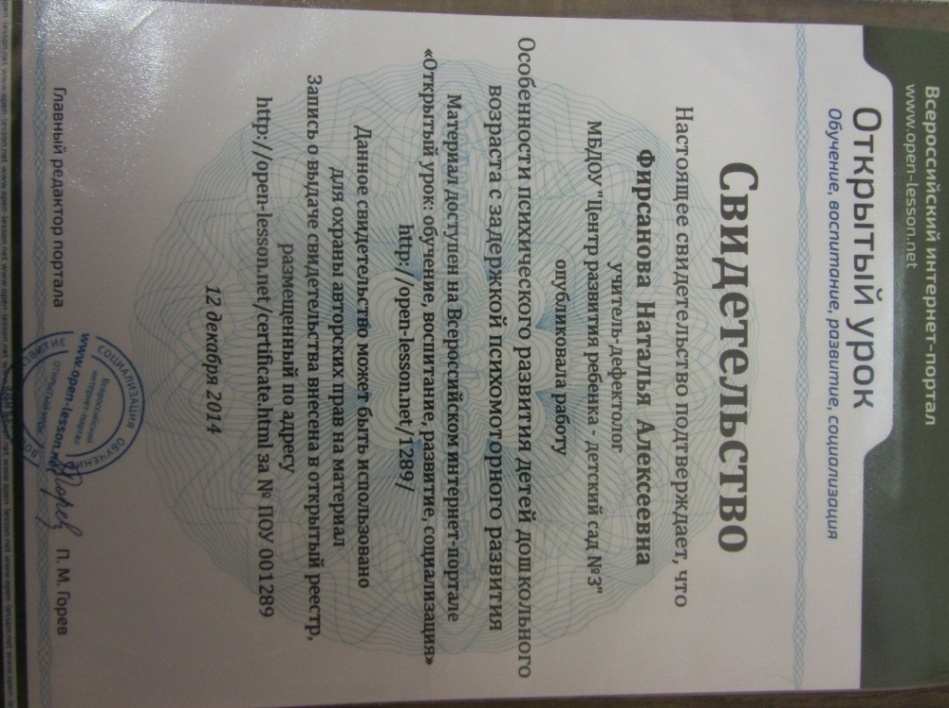 Всероссийский интернет-портал
www.open-lesson.net
Открытый урок
Обучение, воспитание, развитие, социализация
Свидетельство
Настоящее свидетельство подтверждает, что
Фирсанова Наталья Алексеевна
учитель-дефектолог
МБДОУ "Центр развития ребенка - детский сад №3"
опубликовала работу
Особенности психического развития детей дошкольного
возраста с задержкой психомоторного развития
Материал доступен на Всероссийском интернет-портале
«Открытый урок: обучение, воспитание, развитие, социализация»
http://open-lesson.net/1289/
Данное свидетельство может быть использовано
для охраны авторских прав на материал
Запись о выдаче свидетельства внесена в открытый реестр,
размещенный по адресу
http://open-lesson.net/certificate.html за № ПОУ 001289
12 декабря 2014
Главный редактор портала
СОЦИАЛИЗАЦИЯ ОБУЧЕНИЕ
Всероссийский
интернет-портал
www.open-lesson.net
П. М. Горев